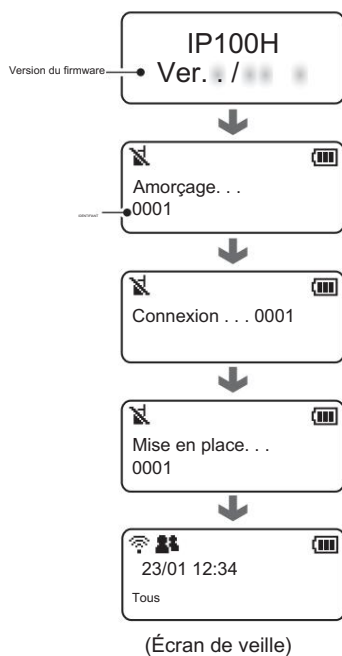 IP100H
Version du firmware
Ver. . /
Amorçage. . .
IDENTIFIANT
0001
Connexion . . . 0001
Mise en place. . .
0001
23/01 12:34
Tous
(Écran de veille)